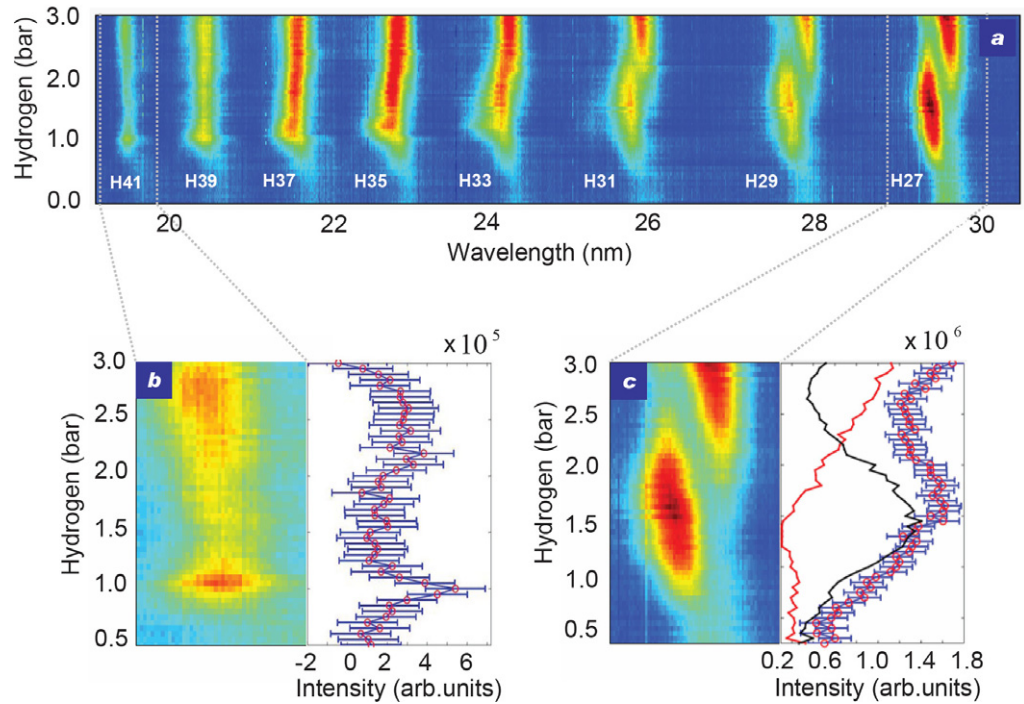 Hydrogen (bar)
3.0
2.0
1.0
0.0
a
H41 H39 H37 H35 H33 H31 H29 H27
20 22 24 26 28 30
Wavelength (nm)
x 10^5
x 10^6
Hydrogen (bar)
3.0
2.5
2.0
1.5
1.0
0.5
b
-2 0 2 4 6
Intensity (arb.units)
Hydrogen (bar)
3.0
2.5
2.0
1.5
1.0
0.5
c
0.2 0.6 1.0 1.4 1.8
Intensity (arb.units)